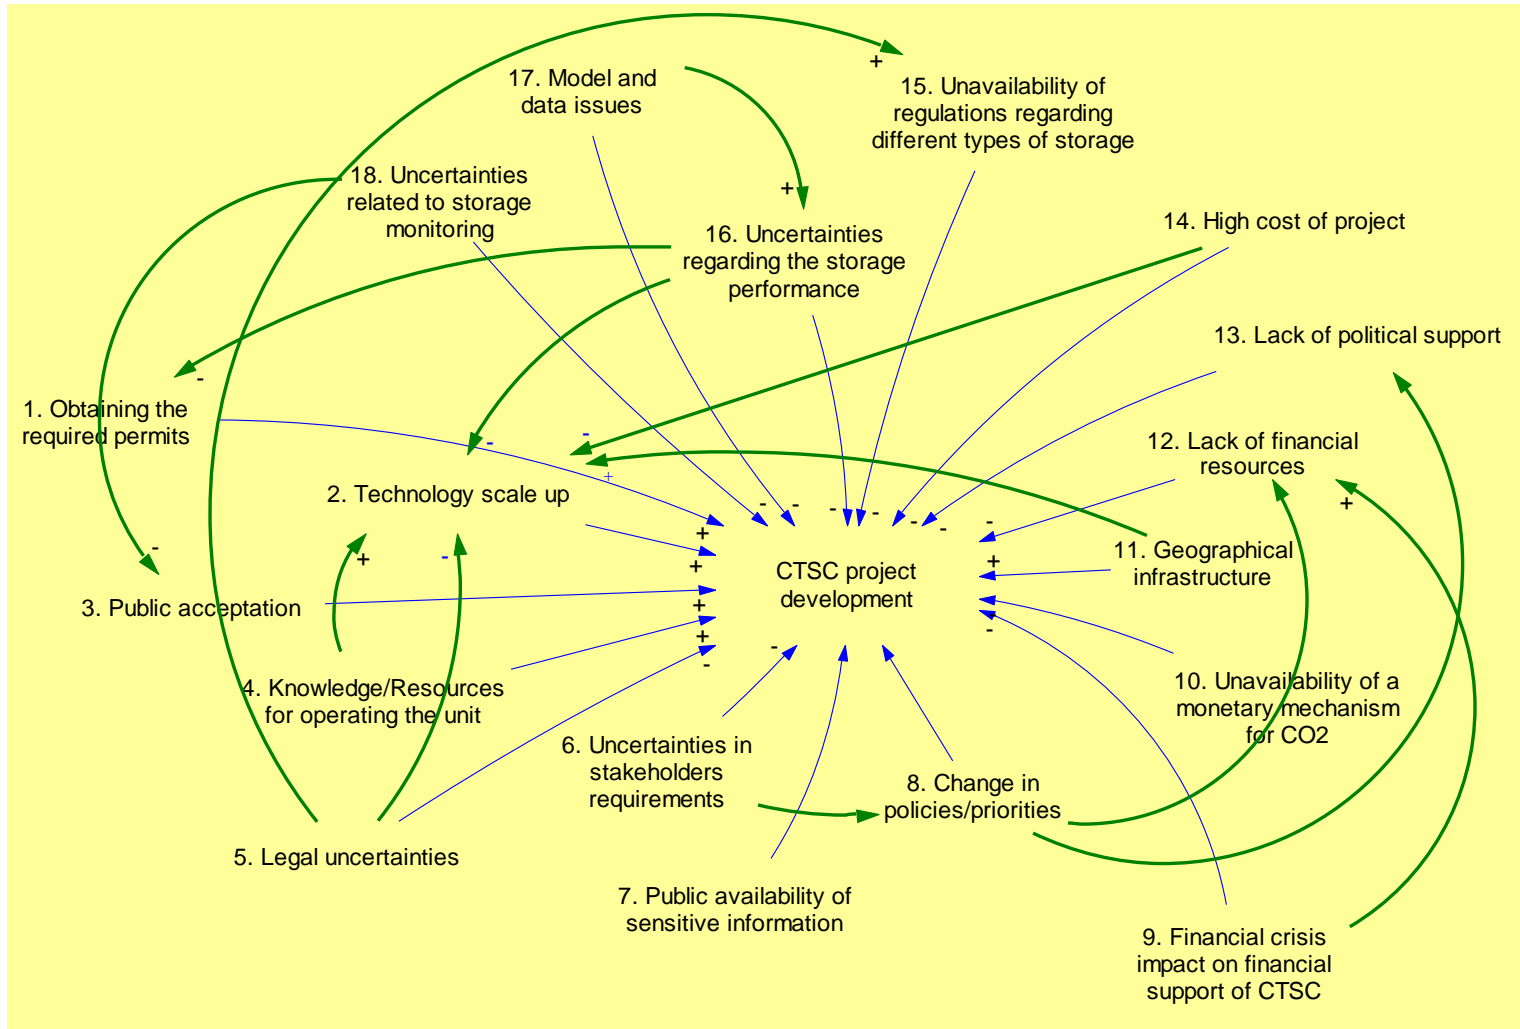 17. Model and
data issues
15. Unavailability of
regulations regarding
different types of storage
18. Uncertainties
related to storage
monitoring
16. Uncertainties
regarding the storage
performance
14. High cost of project
13. Lack of political support
1. Obtaining the
required permits
12. Lack of financial
resources
2. Technology scale up
11. Geographical
infrastructure
CTSC project
development
3. Public acceptation
4. Knowledge/Resources
for operating the unit
10. Unavailability of a
monetary mechanism
for CO2
6. Uncertainties in
stakeholders
requirements
8. Change in
policies/priorities
5. Legal uncertainties
7. Public availability of
sensitive information
9. Financial crisis
impact on financial
support of CTSC
+
+
-
-
-
-
+
+
-
-
-
-
-
-
-
-
-
+
+
+
+
-
-
+
-
+